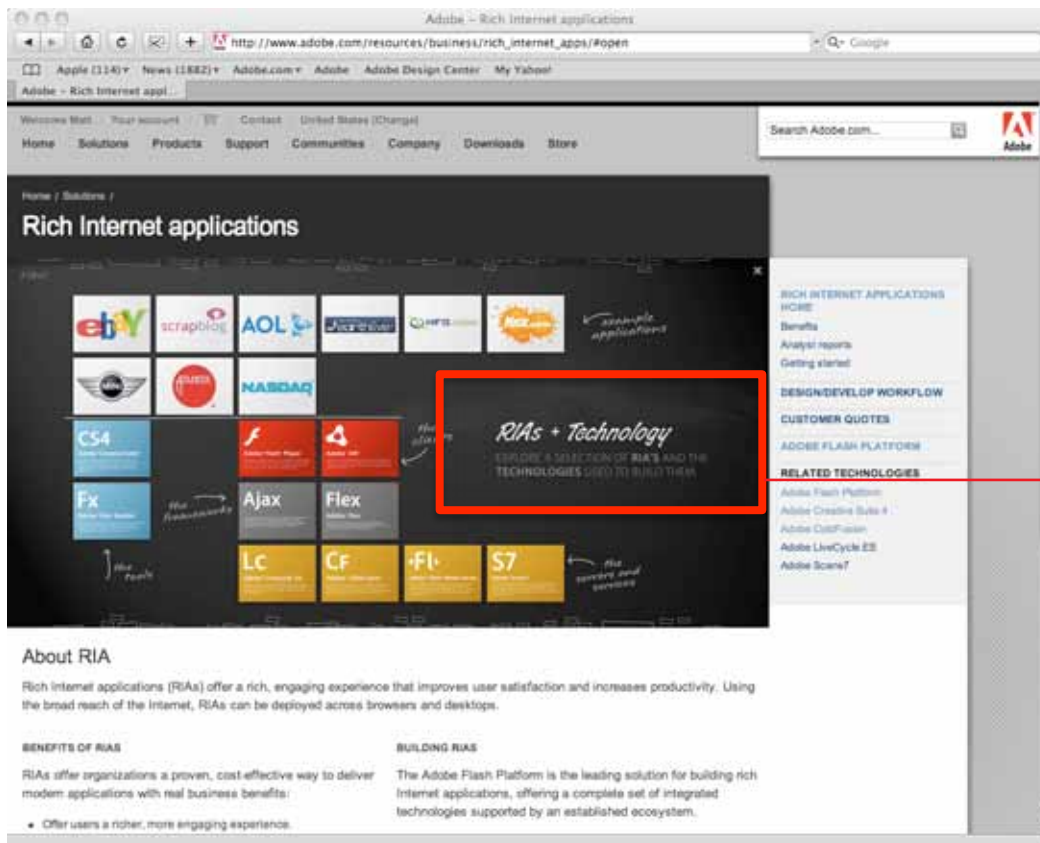 Adobe – Rich Internet applications
http://www.adobe.com/resources/business/rich_internet_apps/#open
Google
Apple (114) News (1882) Adobe.com Adobe Adobe Design Center My Yahoo!
Adobe – Rich Internet appl...
Welcome Matt Your account Contact United States (Change)
Home Solutions Products Support Communities Company Downloads Store
Search Adobe.com...
Adobe
Home / Solutions /
Rich Internet applications
ebY
scrapblog
AOL
NASDAQ
example applications
CS4
the clients
RIAs + Technology
EXPLORE A SELECTION OF RIA'S AND THE
TECHNOLOGIES USED TO BUILD THEM
Fx
the frameworks
Ajax
Flex
the tools
Lc
CF
Fl
S7
the servers and services
RICH INTERNET APPLICATIONS
HOME
Benefits
Analyst reports
Getting started
DESIGN/DEVELOP WORKFLOW
CUSTOMER QUOTES
ADOBE FLASH PLATFORM
RELATED TECHNOLOGIES
Adobe Flash Platform
Adobe Creative Suite 4
Adobe ColdFusion
Adobe LiveCycle ES
Adobe Scene7
About RIA
Rich Internet applications (RIAs) offer a rich, engaging experience that improves user satisfaction and increases productivity. Using
the broad reach of the Internet, RIAs can be deployed across browsers and desktops.
BENEFITS OF RIAS
RIAs offer organizations a proven, cost-effective way to deliver
modern applications with real business benefits:
• Offer users a richer, more engaging experience.
BUILDING RIAS
The Adobe Flash Platform is the leading solution for building rich
Internet applications, offering a complete set of integrated
technologies supported by an established ecosystem.